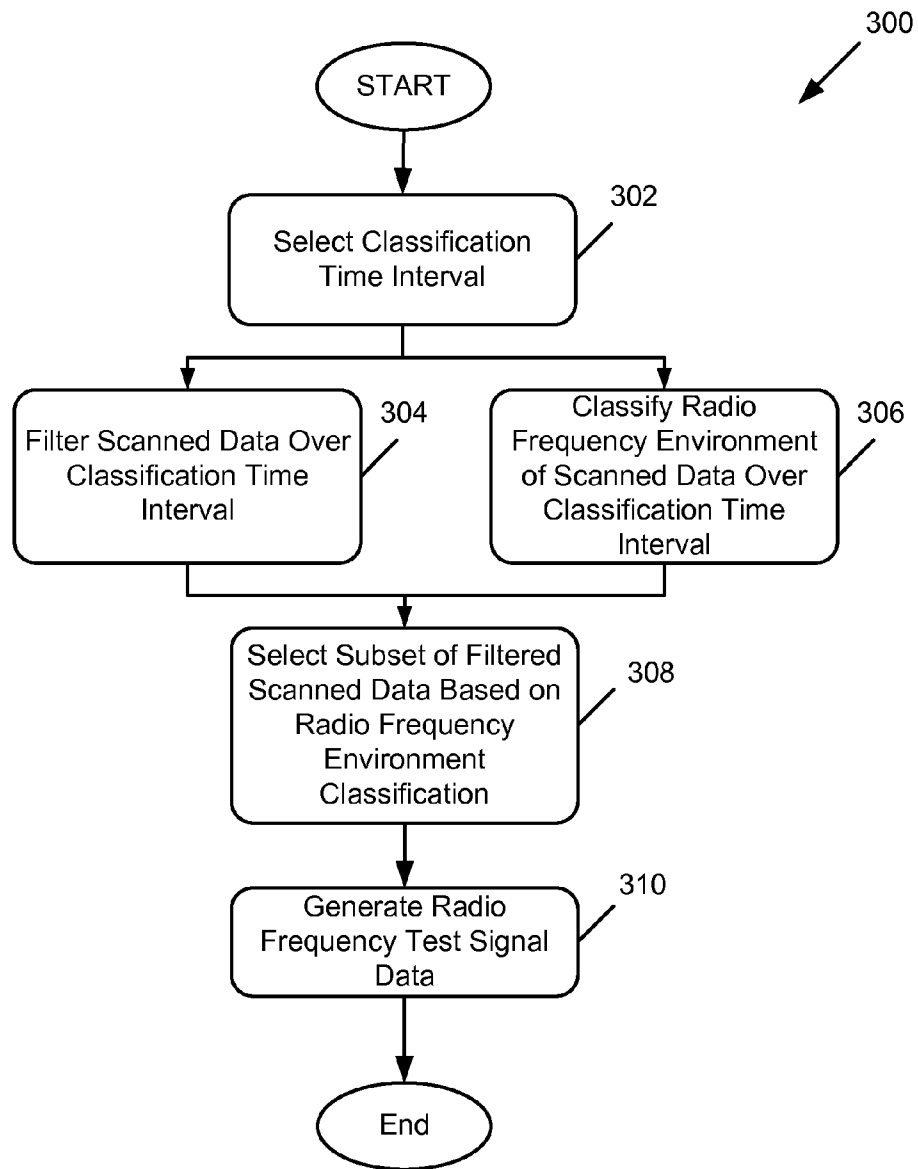 300
START
302
Select Classification
Time Interval
304
Filter Scanned Data Over
Classification Time
Interval
306
Classify Radio
Frequency Environment
of Scanned Data Over
Classification Time
Interval
308
Select Subset of Filtered
Scanned Data Based on
Radio Frequency
Environment
Classification
310
Generate Radio
Frequency Test Signal
Data
End